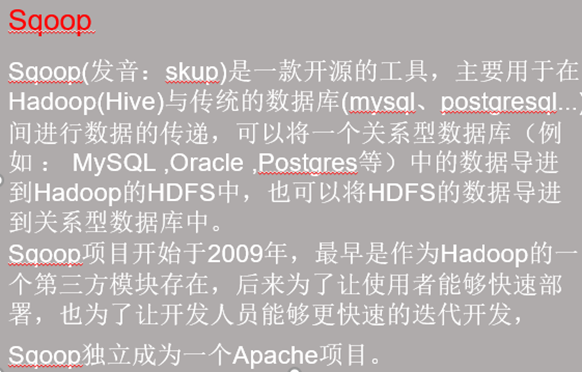 Sqoop
Sqoop(发音：skup)是一款开源的工具，主要用于在
Hadoop(Hive)与传统的数据库(mysql、postgresql...)
间进行数据的传递，可以将一个关系型数据库（例
如 ： MySQL ,Oracle ,Postgres等）中的数据导进
到Hadoop的HDFS中，也可以将HDFS的数据导进
到关系型数据库中。
Sqoop项目开始于2009年，最早是作为Hadoop的一
个第三方模块存在，后来为了让使用者能够快速部
署，也为了让开发人员能够更快速的迭代开发，
Sqoop独立成为一个Apache项目。